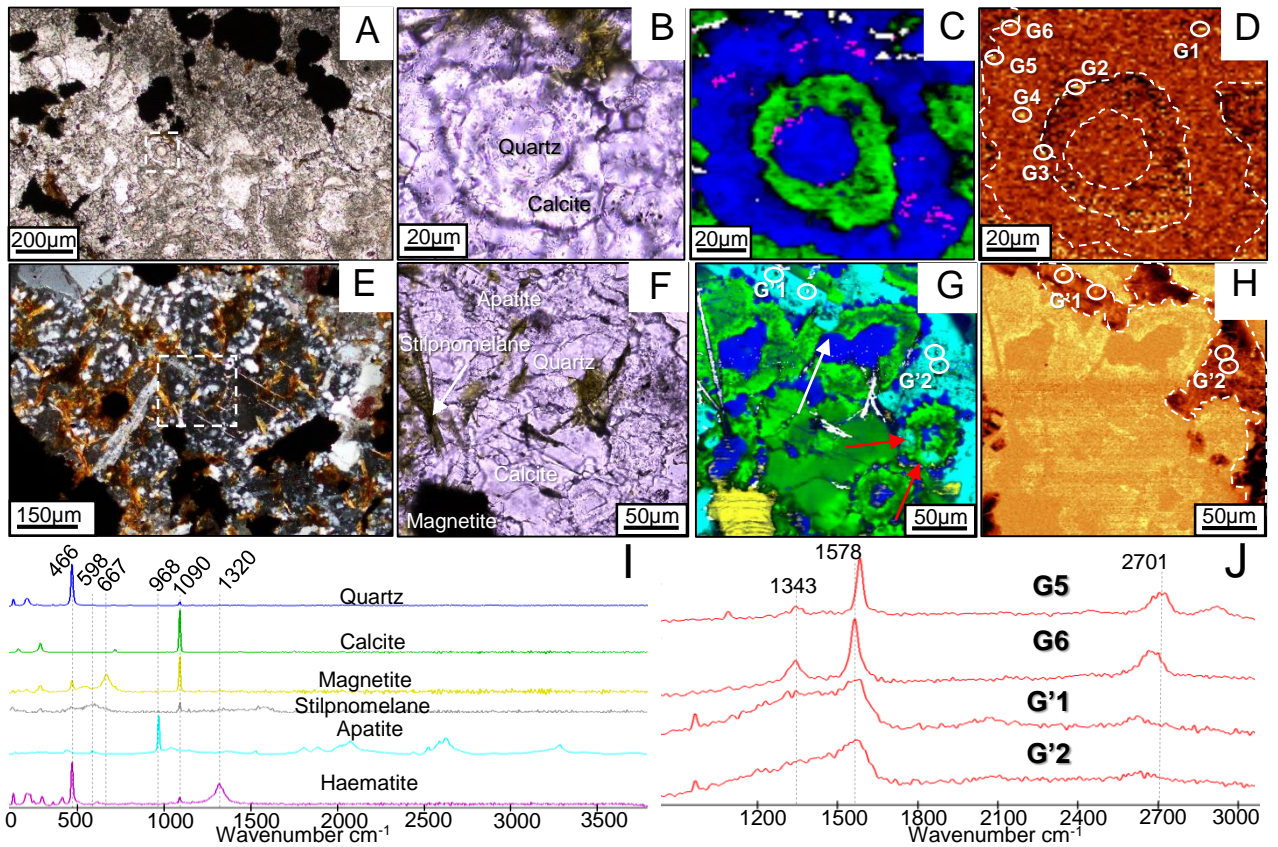 A
200µm
B
Quartz
Calcite
20µm
C
20µm
D
G6
G1
G5
G2
G4
G3
20µm
E
150µm
F
Apatite
Stilpnomelane
Quartz
Calcite
Magnetite
50µm
G
G'1
G'2
50µm
H
G'1
G'2
50µm
I
466
598
667
968
1090
1320
Quartz
Calcite
Magnetite
Stilpnomelane
Apatite
Haematite
0 500 1000 1500 2000 2500 3000 3500
Wavenumber cm-1
J
1343
1578
2701
G5
G6
G'1
G'2
1200 1500 1800 2100 2400 2700 3000
Wavenumber cm-1